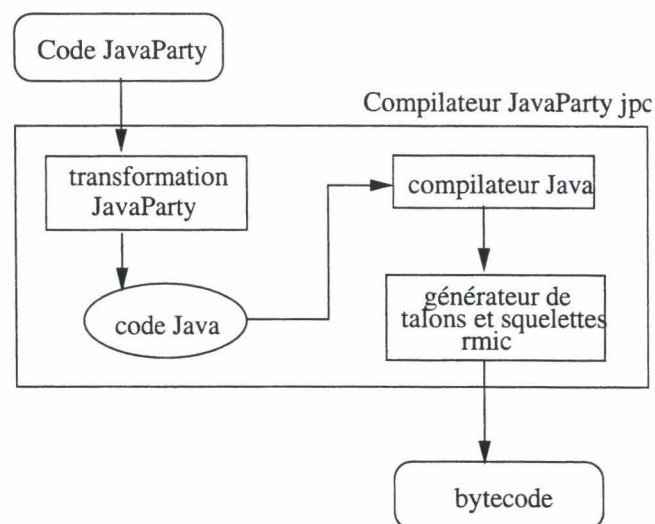 Code JavaParty
Compilateur JavaParty jpc
transformation
JavaParty
code Java
compilateur Java
générateur de
talons et squelettes
rmic
bytecode